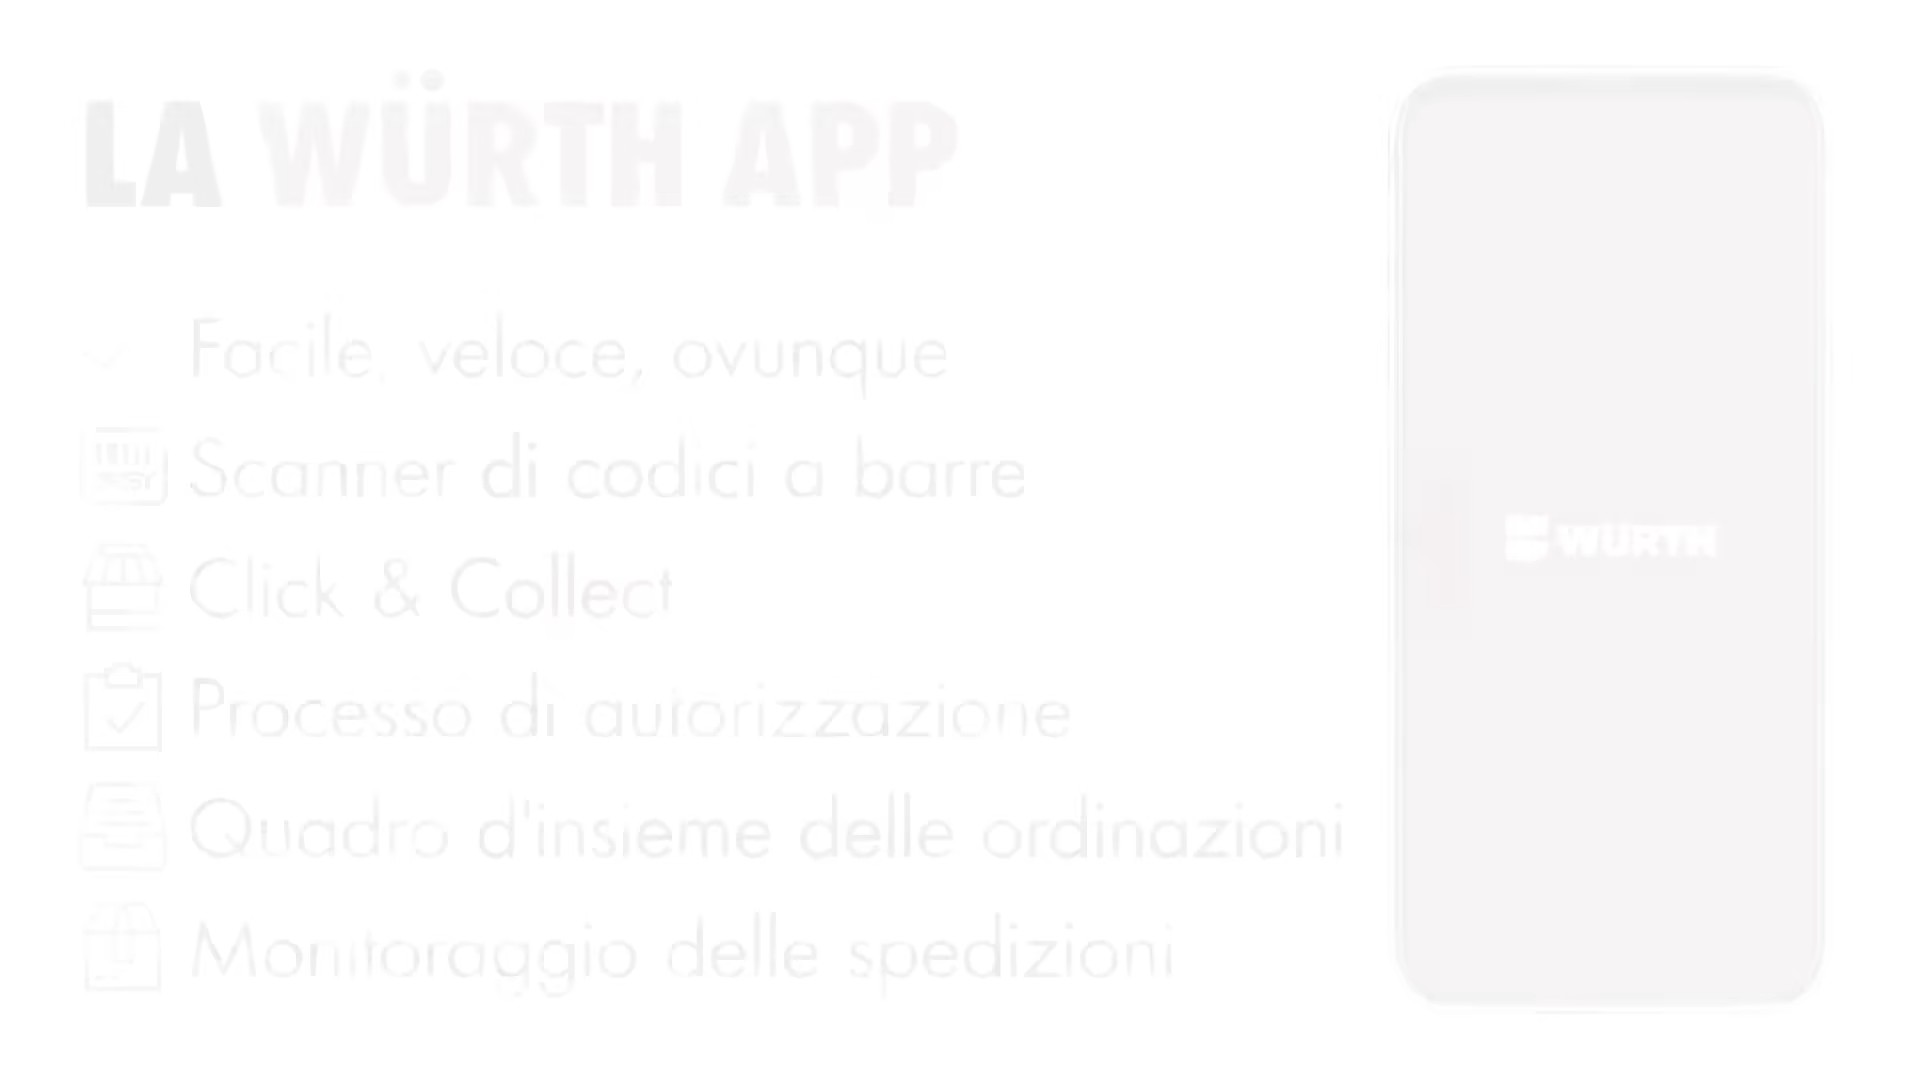 LA WÜRTH APP
Facile, veloce, ovunque
Scanner di codici a barre
Click & Collect
Processo di autorizzazione
Quadro d'insieme delle ordinazioni
Monitoraggio delle spedizioni
WÜRTH